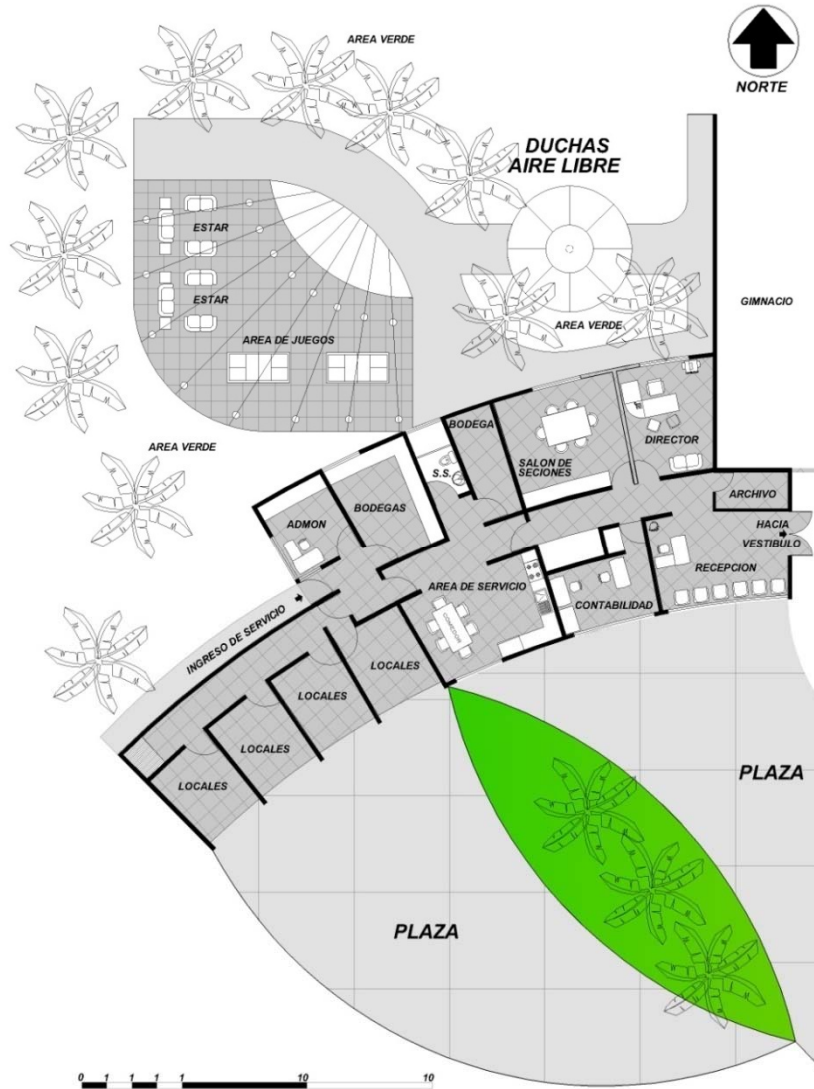 AREA VERDE
NORTE
DUCHAS
AIRE LIBRE
ESTAR
ESTAR
GIMNACIO
AREA VERDE
AREA DE JUEGOS
AREA VERDE
BODEGA
DIRECTOR
SALON DE
SECIONES
S.S.
ARCHIVO
ADMON
BODEGAS
HACIA
VESTIBULO
RECEPCION
AREA DE SERVICIO
CONTABILIDAD
COMEDOR
INGRESO DE SERVICIO
LOCALES
LOCALES
LOCALES
LOCALES
PLAZA
PLAZA
0 1 1 1 1 10 10